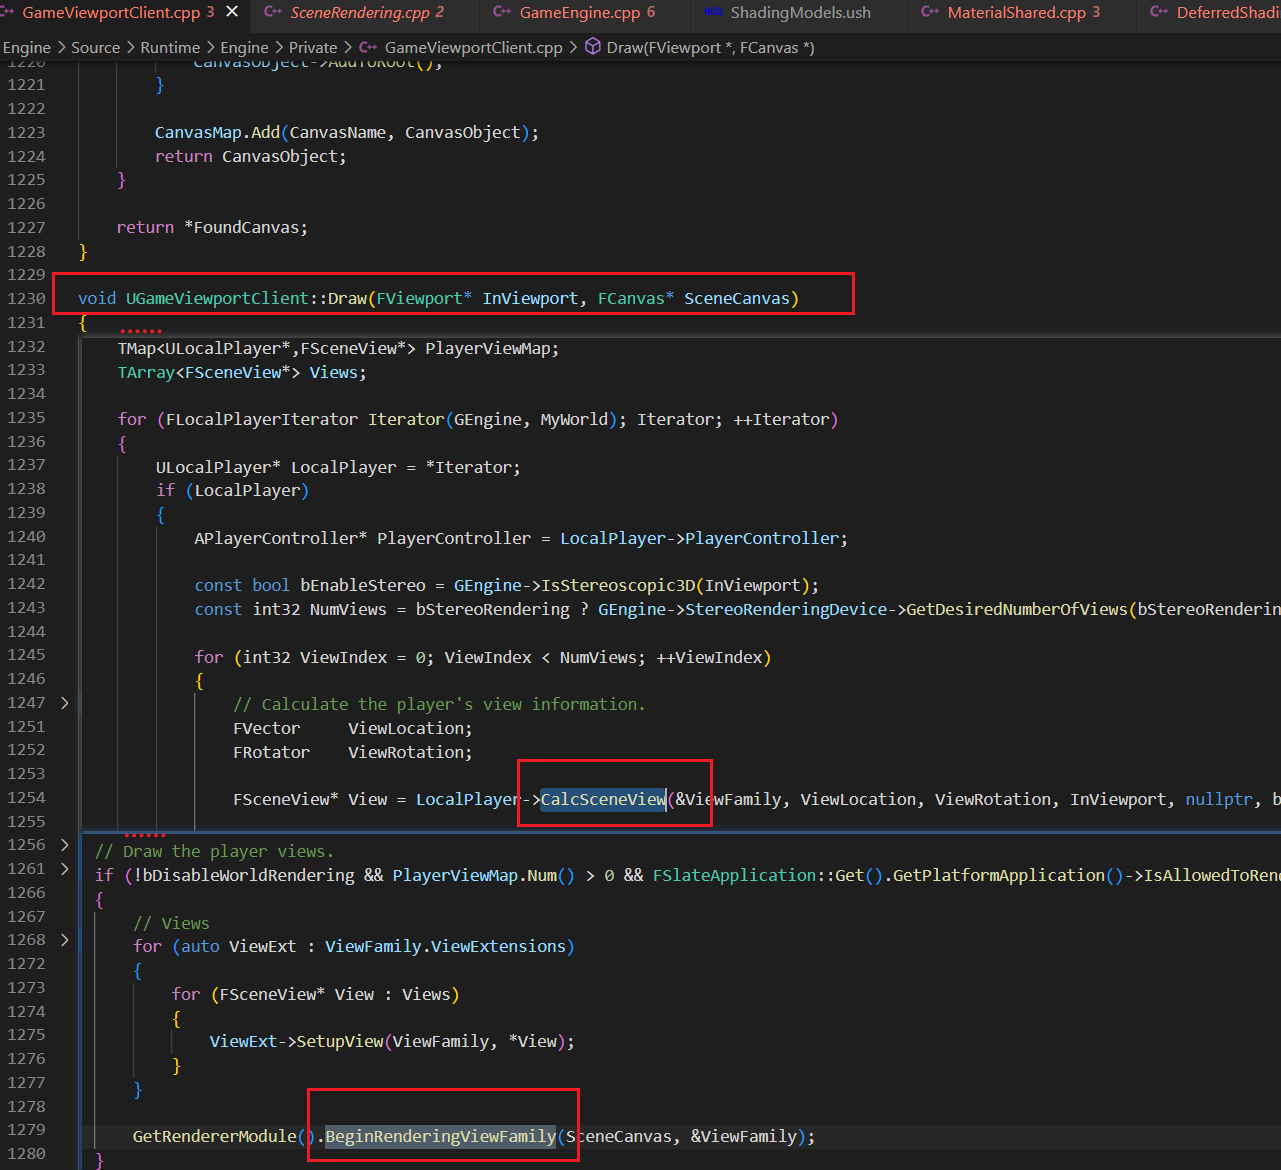 GameViewportClient.cpp 3 × SceneRendering.cpp 2 GameEngine.cpp 6 ShadingModels.ush MaterialShared.cpp 3 DeferredShadi
Engine > Source > Runtime > Engine > Private > GameViewportClient.cpp > Draw(FViewport *, FCanvas *)
1220 CanvasObject->AddToRoot();
1221 }
1222
1223 CanvasMap.Add(CanvasName, CanvasObject);
1224 return CanvasObject;
1225 }
1226
1227 return *FoundCanvas;
1228 }
1229
1230 void UGameViewportClient::Draw(FViewport* InViewport, FCanvas* SceneCanvas)
1231 {
1232 TMap<ULocalPlayer*,FSceneView*> PlayerViewMap;
1233 TArray<FSceneView*> Views;
1234
1235 for (FLocalPlayerIterator Iterator(GEngine, MyWorld); Iterator; ++Iterator)
1236 {
1237 ULocalPlayer* LocalPlayer = *Iterator;
1238 if (LocalPlayer)
1239 {
1240 APlayerController* PlayerController = LocalPlayer->PlayerController;
1241
1242 const bool bEnableStereo = GEngine->IsStereoscopic3D(InViewport);
1243 const int32 NumViews = bStereoRendering ? GEngine->StereoRenderingDevice->GetDesiredNumberOfViews(bStereoRenderin
1244
1245 for (int32 ViewIndex = 0; ViewIndex < NumViews; ++ViewIndex)
1246 {
1247 // Calculate the player's view information.
1251 FVector ViewLocation;
1252 FRotator ViewRotation;
1253
1254 FSceneView* View = LocalPlayer->CalcSceneView(&ViewFamily, ViewLocation, ViewRotation, InViewport, nullptr, b
1255
1256 // Draw the player views.
1261 if (!bDisableWorldRendering && PlayerViewMap.Num() > 0 && FSlateApplication::Get().GetPlatformApplication()->IsAllowedToRend
1266 {
1267 // Views
1268 for (auto ViewExt : ViewFamily.ViewExtensions)
1272 {
1273 for (FSceneView* View : Views)
1274 {
1275 ViewExt->SetupView(ViewFamily, *View);
1276 }
1277 }
1278
1279 GetRendererModule().BeginRenderingViewFamily(SceneCanvas, &ViewFamily);
1280 }